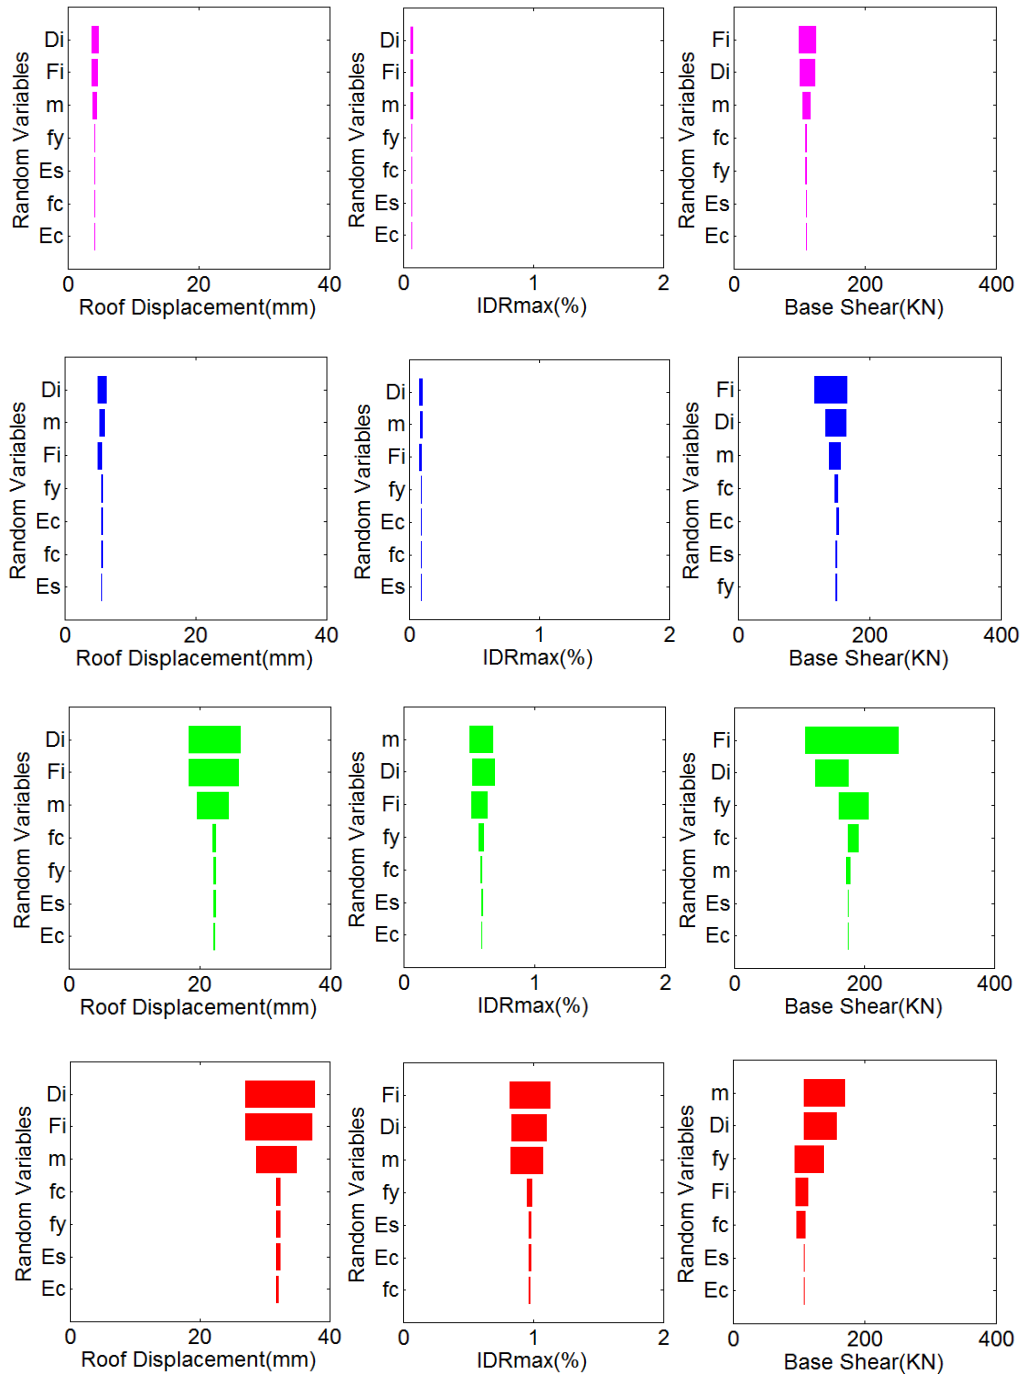 Random Variables
Di
Fi
m
fy
Es
fc
Ec
0 20 40
Roof Displacement(mm)
Random Variables
Di
Fi
m
fy
fc
Es
Ec
0 1 2
IDRmax(%)
Random Variables
Fi
Di
m
fc
fy
Es
Ec
0 200 400
Base Shear(KN)
Random Variables
Di
m
Fi
fy
Ec
fc
Es
0 20 40
Roof Displacement(mm)
Random Variables
Di
m
Fi
fy
Ec
fc
Es
0 1 2
IDRmax(%)
Random Variables
Fi
Di
m
fc
Ec
Es
fy
0 200 400
Base Shear(KN)
Random Variables
Di
Fi
m
fc
fy
Es
Ec
0 20 40
Roof Displacement(mm)
Random Variables
m
Di
Fi
fy
fc
Es
Ec
0 1 2
IDRmax(%)
Random Variables
Fi
Di
fy
fc
m
Es
Ec
0 200 400
Base Shear(KN)
Random Variables
Di
Fi
m
fc
fy
Es
Ec
0 20 40
Roof Displacement(mm)
Random Variables
Fi
Di
m
fy
Es
Ec
fc
0 1 2
IDRmax(%)
Random Variables
m
Di
fy
Fi
fc
Es
Ec
0 200 400
Base Shear(KN)